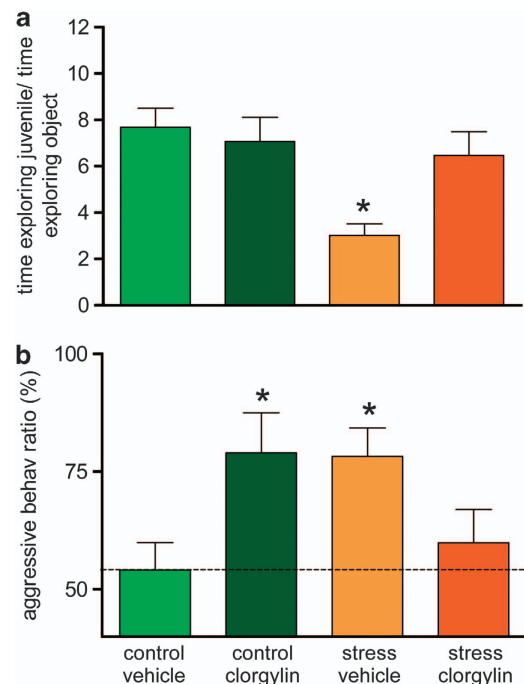 a
time exploring juvenile/ time
exploring object
12
10
8
6
4
2
0
*
b
aggressive behav ratio (%)
100
75
50
*
*
control
vehicle
control
clorgylin
stress
vehicle
stress
clorgylin